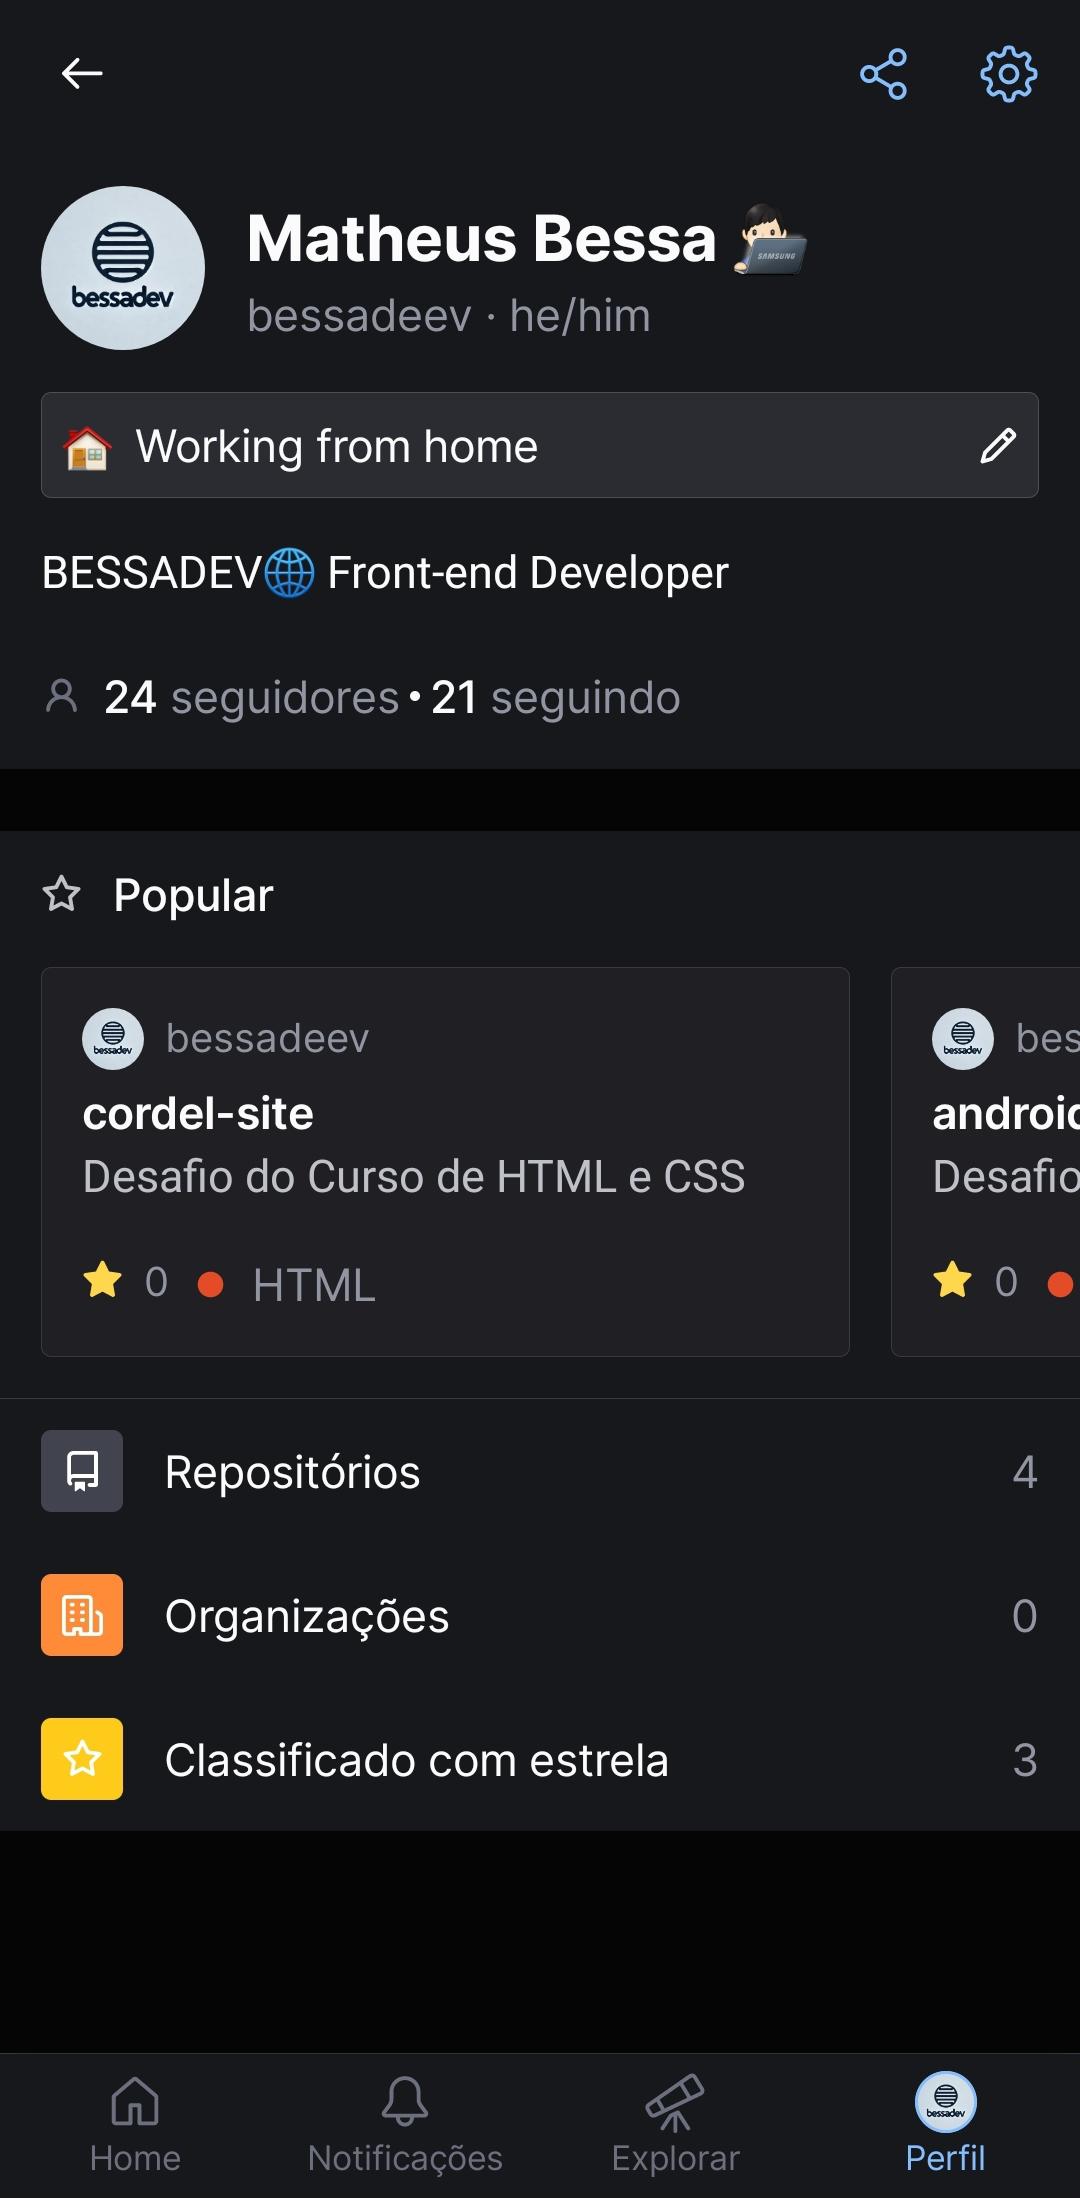 bessadev
Matheus Bessa 👨🏻‍💻
SAMSUNG
bessadeev · he/him
🏠 Working from home
BESSADEV🌐 Front-end Developer
24 seguidores • 21 seguindo
Popular
bessadev
bessadeev
cordel-site
Desafio do Curso de HTML e CSS
0 HTML
bessadev
bes
android
Desafio
0
Repositórios 4
Organizações 0
Classificado com estrela 3
bessadev
Home
Notificações
Explorar
Perfil